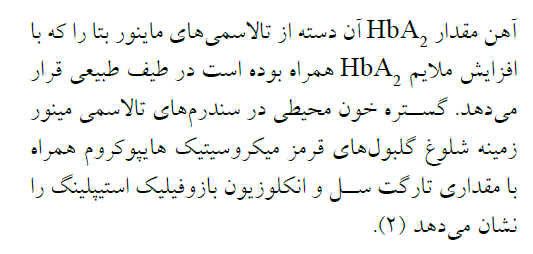 آهن مقدار HbA₂ آن دسته از تالاسمی‌های ماینور بتا را که با
افزایش ملایم HbA₂ همراه بوده است در طیف طبیعی قرار
می‌دهد. گستره خون محیطی در سندرم‌های تالاسمی مینور
زمینه شلوغ گلبول‌های قرمز میکروسیتیک هایپوکروم همراه
با مقداری تارگت سل و انکلوزیون بازوفیلیک استیپلینگ را
نشان می‌دهد (۲).